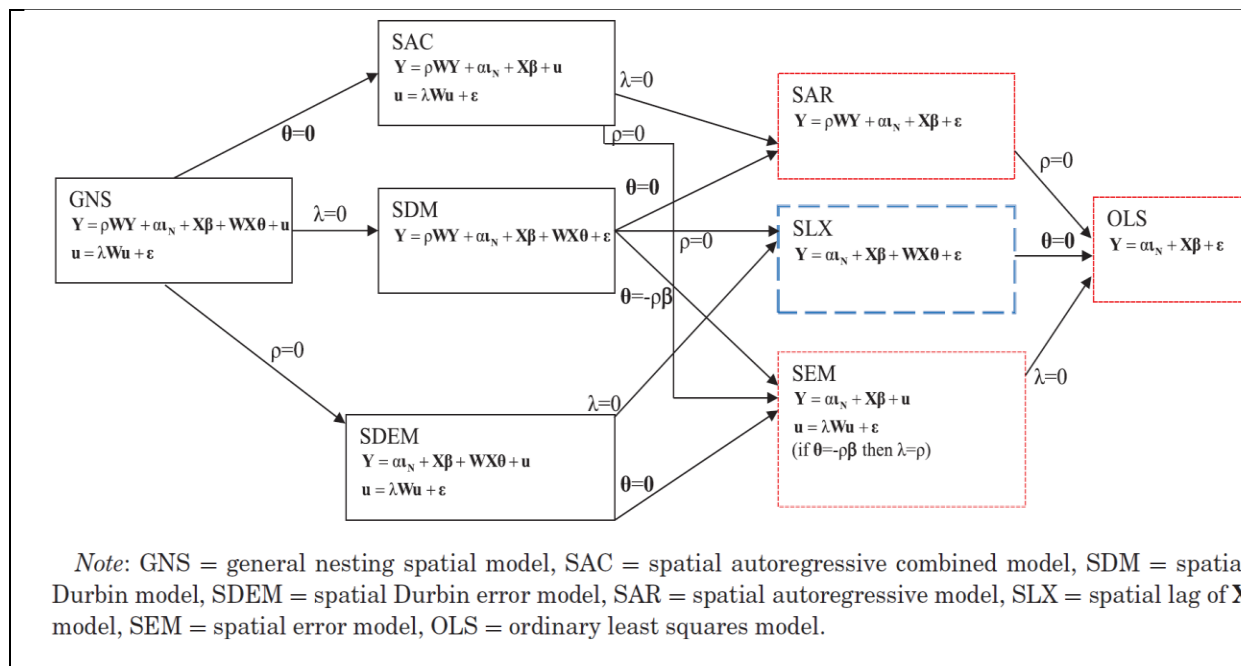 SAC
Y = ρWY + αι_N + Xβ + u
u = λWu + ε
λ=0
SAR
Y = ρWY + αι_N + Xβ + ε
ρ=0
θ=0
ρ=0
GNS
Y = ρWY + αι_N + Xβ + WXθ + u
u = λWu + ε
λ=0
SDM
Y = ρWY + αι_N + Xβ + WXθ + ε
θ=0
ρ=0
θ=-ρβ
SLX
Y = αι_N + Xβ + WXθ + ε
θ=0
OLS
Y = αι_N + Xβ + ε
ρ=0
SDEM
Y = αι_N + Xβ + WXθ + u
u = λWu + ε
λ=0
θ=0
SEM
Y = αι_N + Xβ + u
u = λWu + ε
(if θ=-ρβ then λ=ρ)
λ=0
Note: GNS = general nesting spatial model, SAC = spatial autoregressive combined model, SDM = spatia
Durbin model, SDEM = spatial Durbin error model, SAR = spatial autoregressive model, SLX = spatial lag of X
model, SEM = spatial error model, OLS = ordinary least squares model.